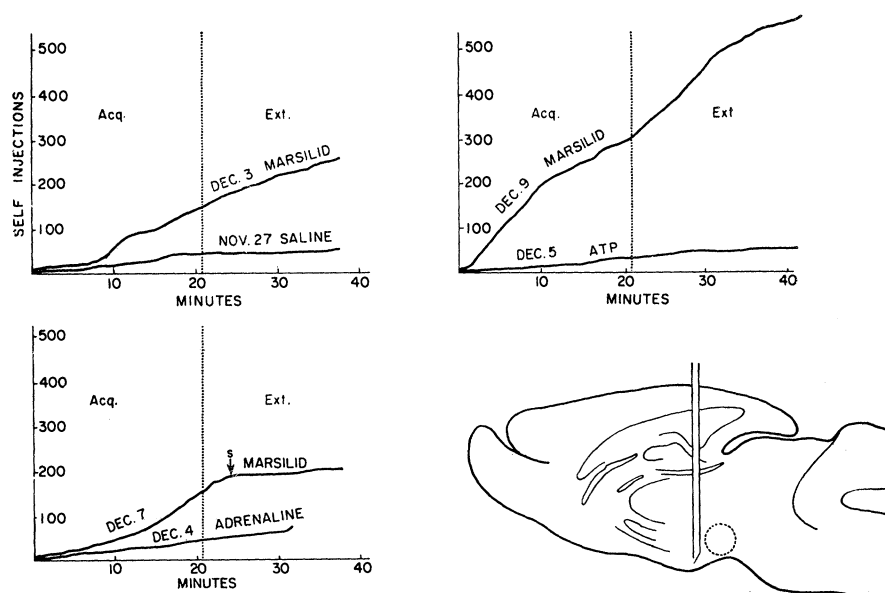 SELF INJECTIONS
500
400
300
200
100
Acq.
Ext.
DEC. 3 MARSILID
NOV. 27 SALINE
10
20
30
40
MINUTES
500
400
300
200
100
Acq.
Ext
DEC. 9 MARSILID
DEC. 5 ATP
10
20
30
40
MINUTES
500
400
300
200
100
Acq.
Ext.
S
DEC. 7 MARSILID
DEC. 4 ADRENALINE
10
20
30
40
MINUTES